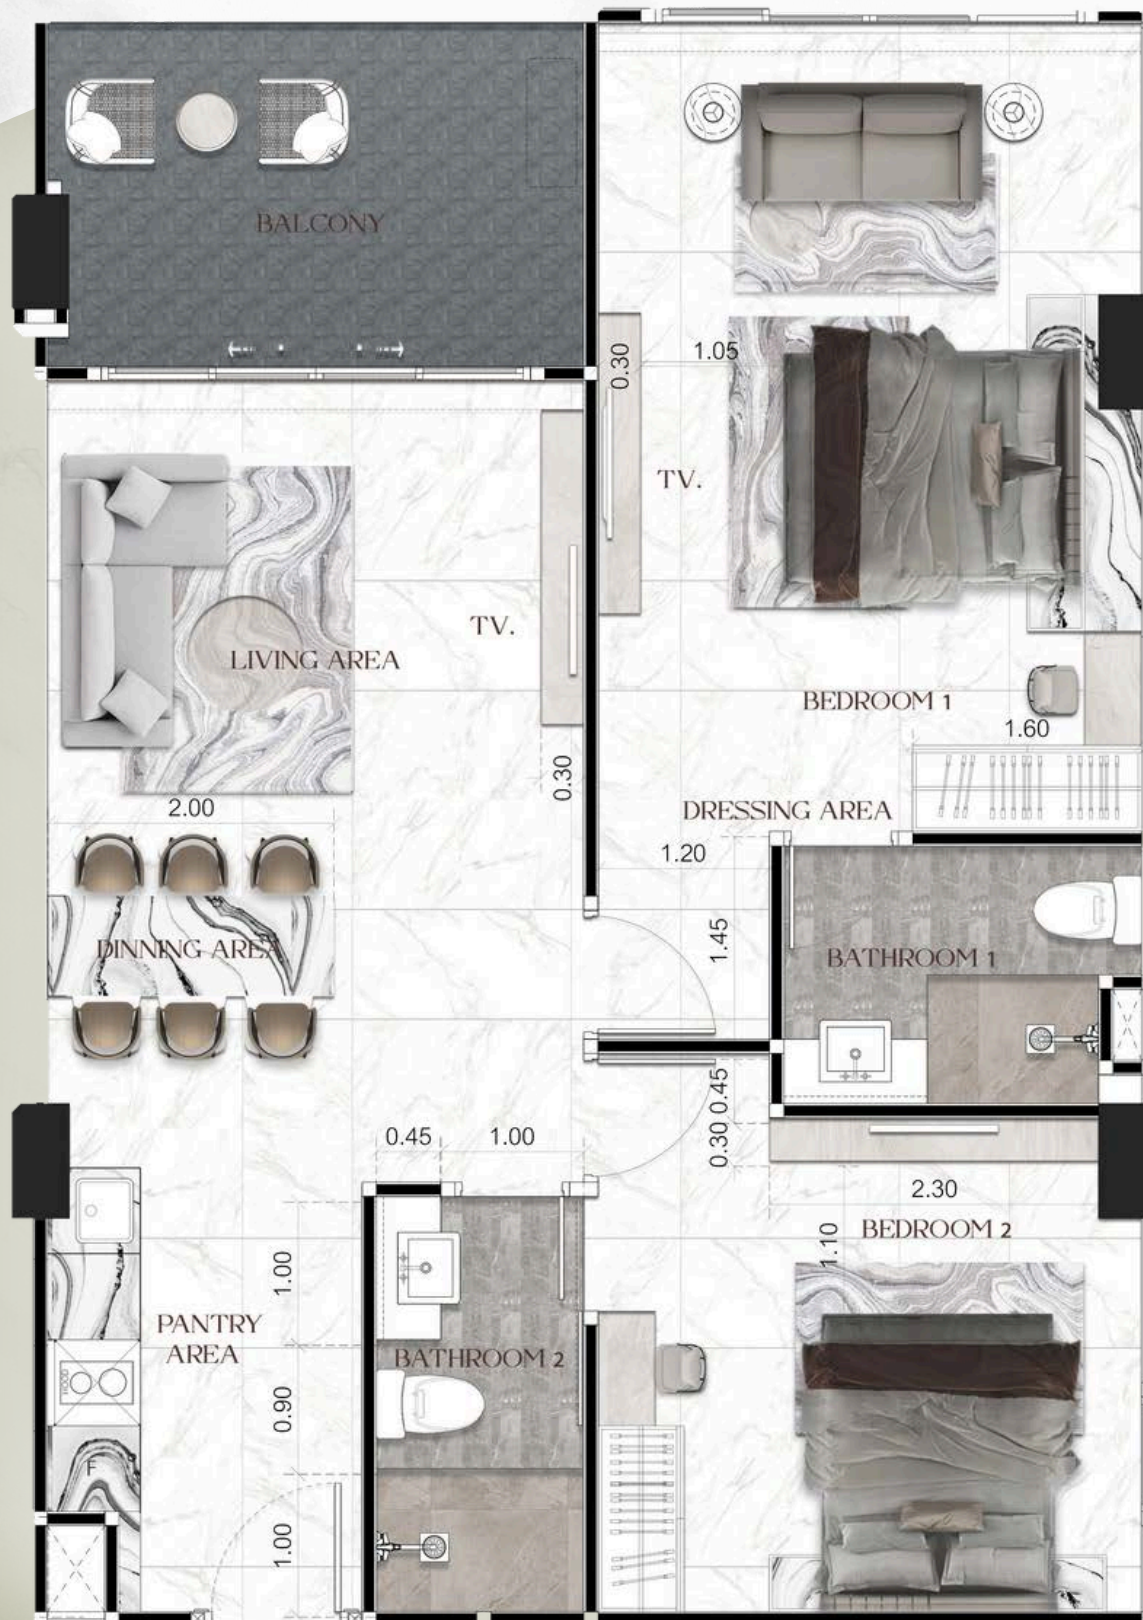 BALCONY
0.30
1.05
TV.
TV.
LIVING AREA
BEDROOM 1
1.60
0.30
2.00
DRESSING AREA
1.20
1.45
DINNING AREA
BATHROOM 1
0.45
0.30
0.45
1.00
2.30
1.10
BEDROOM 2
1.00
PANTRY
AREA
BATHROOM 2
HOOD
0.90
F
1.00